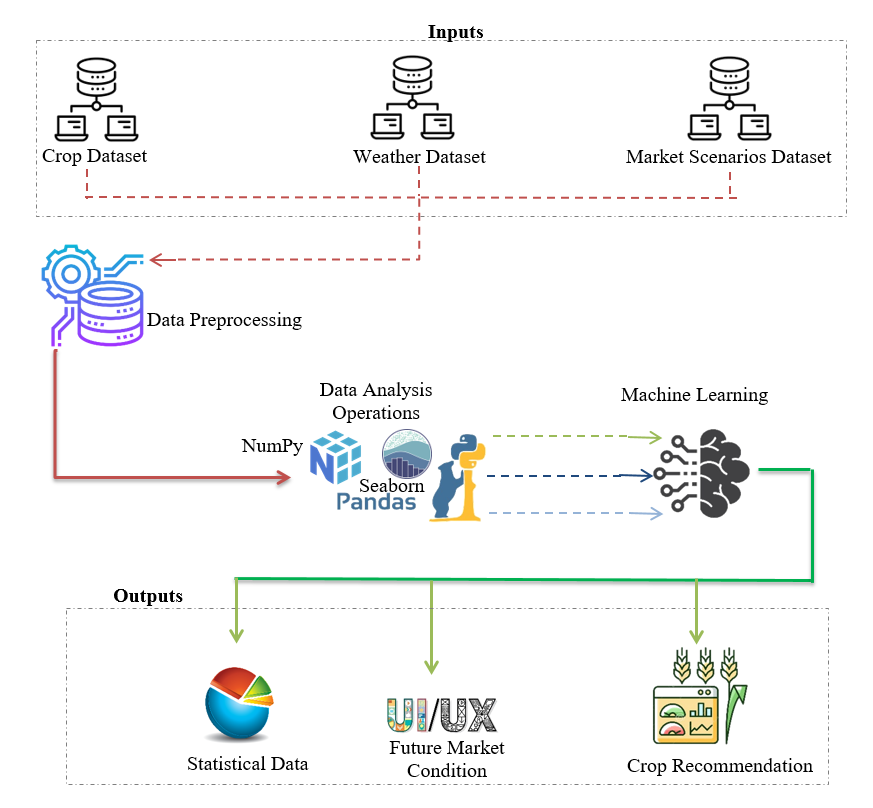 Inputs
Crop Dataset
Weather Dataset
Market Scenarios Dataset
Data Preprocessing
Data Analysis
Operations
Machine Learning
NumPy
Seaborn
Pandas
Outputs
UI/UX
Statistical Data
Future Market
Condition
Crop Recommendation